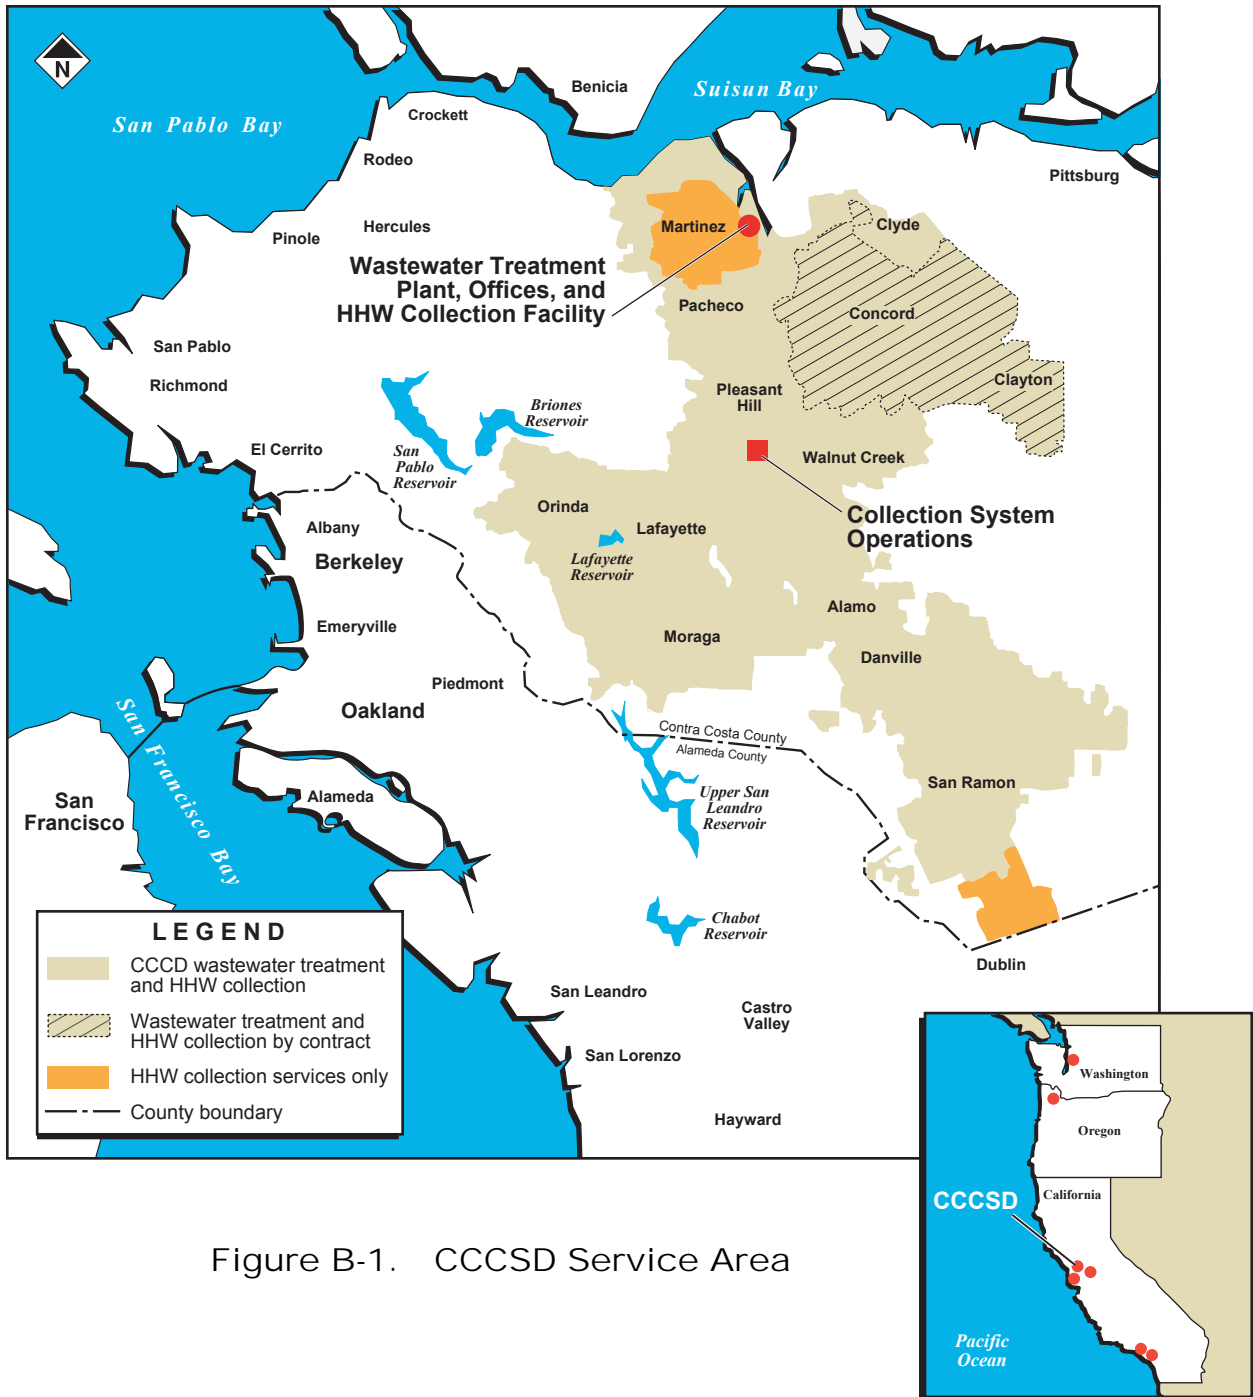 N
San Pablo Bay
Benicia
Suisun Bay
Crockett
Rodeo
Pittsburg
Hercules
Pinole
Martinez
Clyde
Wastewater Treatment
Plant, Offices, and
HHW Collection Facility
Pacheco
Concord
San Pablo
Richmond
Clayton
Pleasant
Hill
Briones
Reservoir
El Cerrito
San
Pablo
Reservoir
Walnut Creek
Orinda
Lafayette
Collection System
Operations
Albany
Berkeley
Lafayette
Reservoir
Alamo
Emeryville
Moraga
Danville
Piedmont
Oakland
Contra Costa County
Alameda County
San Francisco Bay
San Ramon
Upper San
Leandro
Reservoir
Alameda
San
Francisco
Chabot
Reservoir
Dublin
San Leandro
Castro
Valley
San Lorenzo
Hayward
LEGEND
CCCD wastewater treatment
and HHW collection
Wastewater treatment and
HHW collection by contract
HHW collection services only
County boundary
Washington
Oregon
California
CCCSD
Pacific
Ocean
Figure B-1. CCCSD Service Area